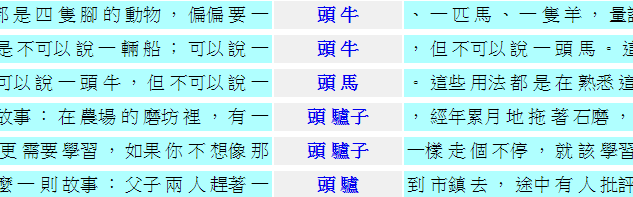 都是四隻腳的動物，偏偏要一 頭牛 、一匹馬、一隻羊，量詞
是不可以說一輛船；可以說一 頭牛 ，但不可以說一頭馬。這
可以說一頭牛，但不可以說一 頭馬 。這些用法都是在熟悉這
故事：在農場的磨坊裡，有一 頭驢子 ，經年累月地拖著石磨，
更需要學習，如果你不想像那 頭驢子 一樣走個不停，就該學習
麼一則故事：父子兩人趕著一 頭驢 到市鎮去，途中有人批評